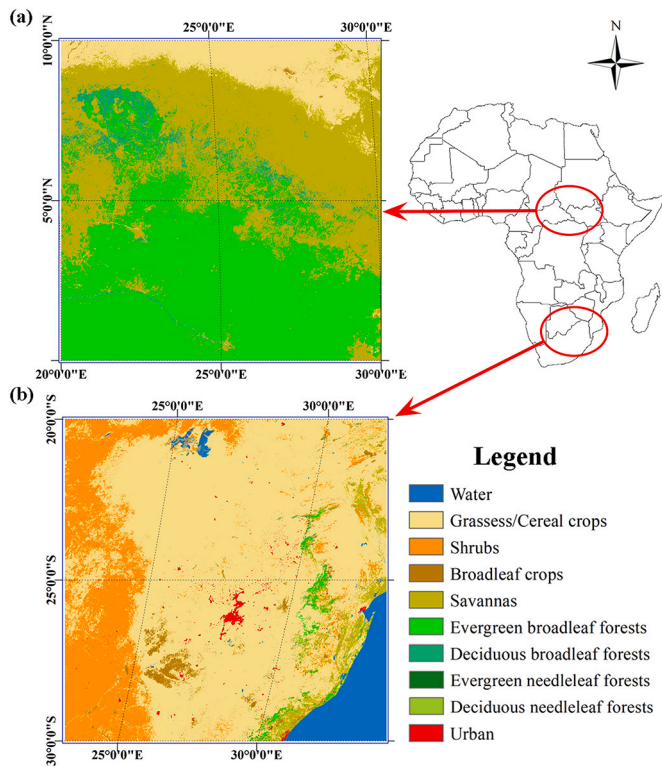 (a)
25°0'0"E
30°0'0"E
N
10°0'0"N
5°0'0"N
20°0'0"E
25°0'0"E
30°0'0"E
(b)
25°0'0"E
30°0'0"E
20°0'0"S
25°0'0"S
30°0'0"S
25°0'0"E
30°0'0"E
Legend
Water
Grassess/Cereal crops
Shrubs
Broadleaf crops
Savannas
Evergreen broadleaf forests
Deciduous broadleaf forests
Evergreen needleleaf forests
Deciduous needleleaf forests
Urban